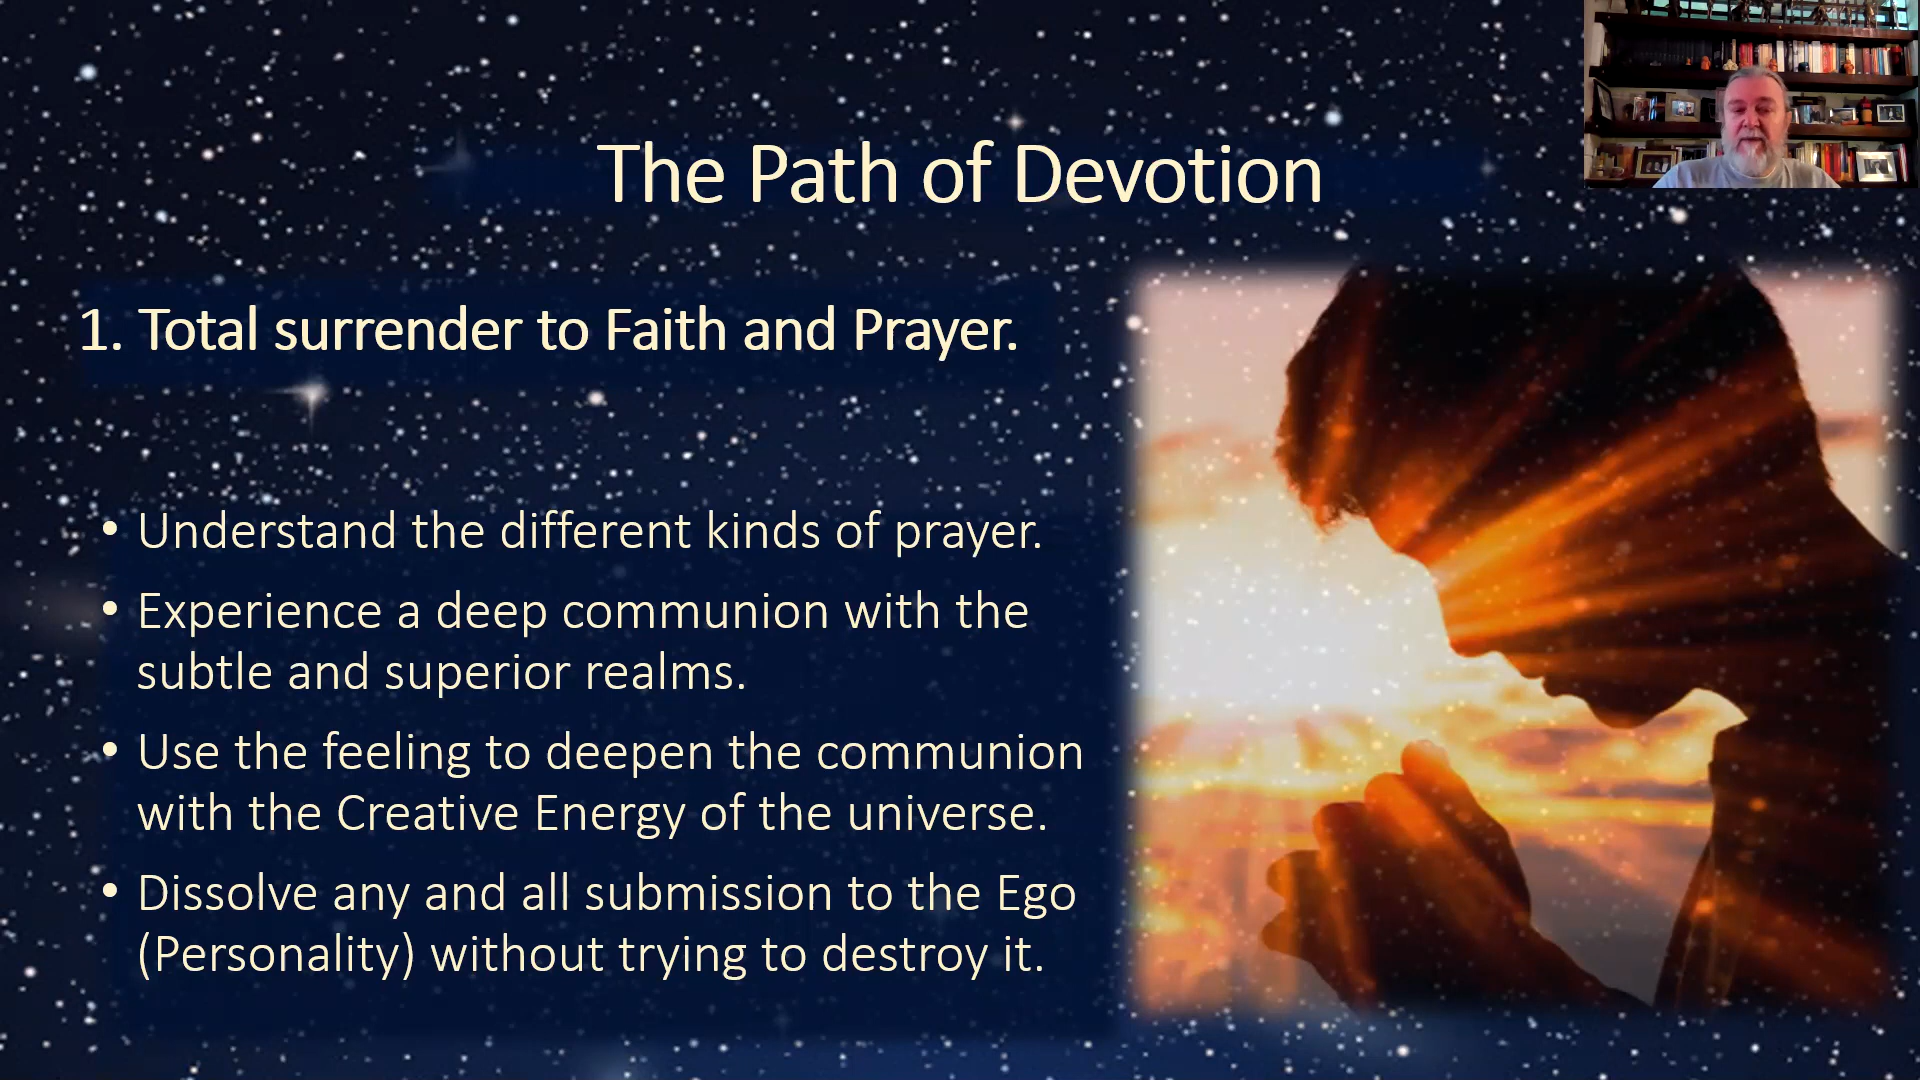 The Path of Devotion
1. Total surrender to Faith and Prayer.
• Understand the different kinds of prayer.
• Experience a deep communion with the
subtle and superior realms.
• Use the feeling to deepen the communion
with the Creative Energy of the universe.
• Dissolve any and all submission to the Ego
(Personality) without trying to destroy it.